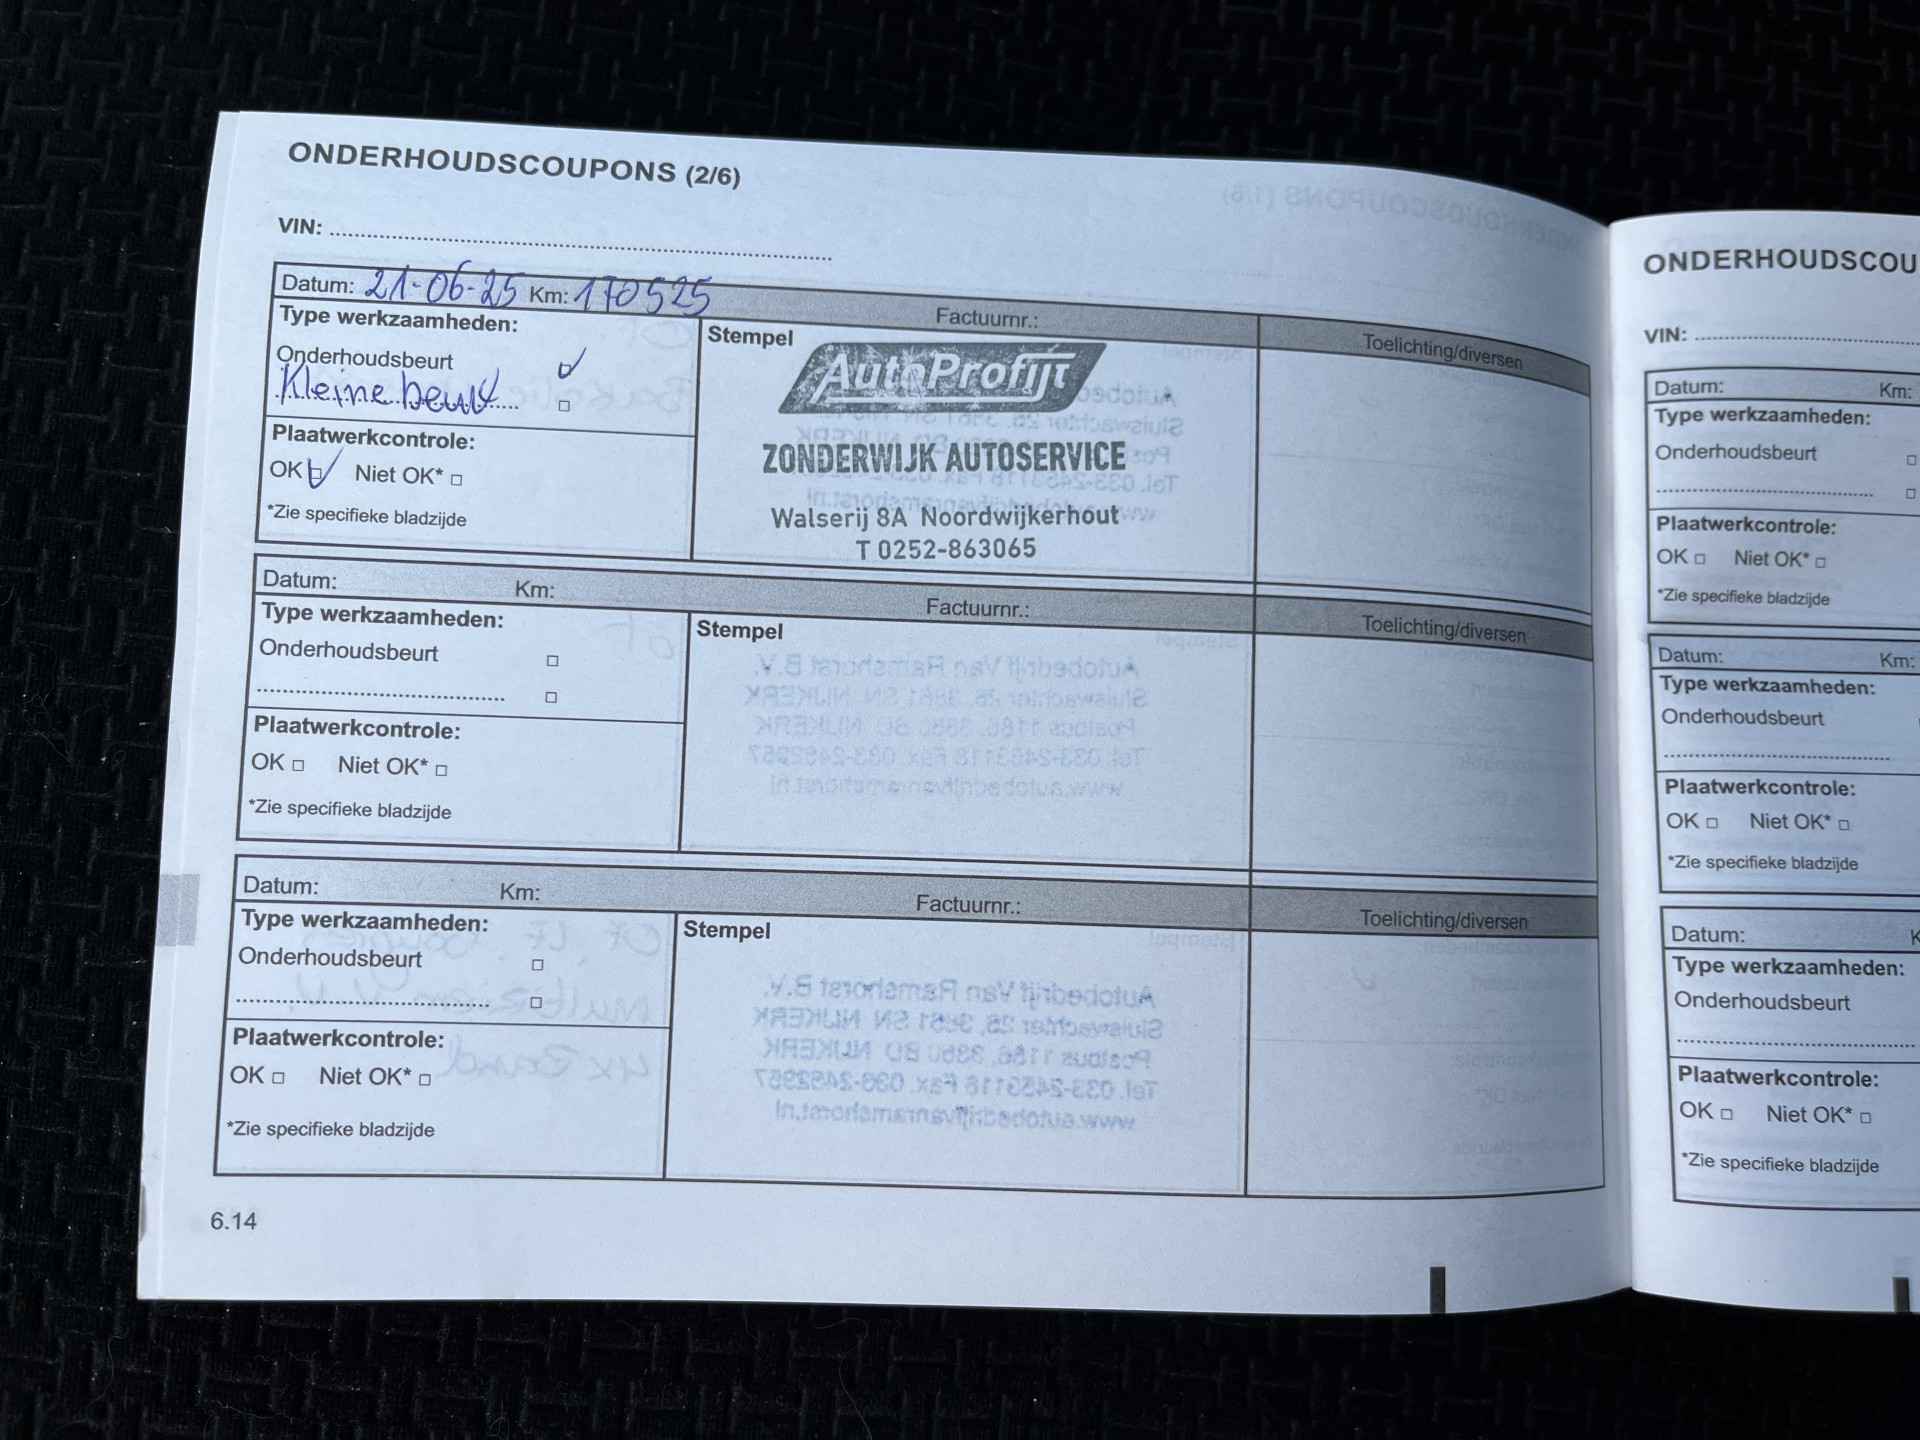 ONDERHOUDSCOUPONS (2/6)
VIN:
Datum: 21-06-25 Km: 170525 Factuurnr.: Toelichting/diversen
Type werkzaamheden:
Onderhoudsbeurt
Kleine beurt
Plaatwerkcontrole:
OK Niet OK*
*Zie specifieke bladzijde
Stempel
AutoProfijt
ZONDERWIJK AUTOSERVICE
Walserij 8A Noordwijkerhout
T 0252-863065
Datum: Km: Factuurnr.: Toelichting/diversen
Type werkzaamheden:
Onderhoudsbeurt
Plaatwerkcontrole:
OK Niet OK*
*Zie specifieke bladzijde
Stempel
Datum: Km: Factuurnr.: Toelichting/diversen
Type werkzaamheden:
Onderhoudsbeurt
Plaatwerkcontrole:
OK Niet OK*
*Zie specifieke bladzijde
Stempel
6.14
ONDERHOUDSCOU
VIN:
Datum: Km:
Type werkzaamheden:
Onderhoudsbeurt
Plaatwerkcontrole:
OK Niet OK*
*Zie specifieke bladzijde
Datum: Km:
Type werkzaamheden:
Onderhoudsbeurt
Plaatwerkcontrole:
OK Niet OK*
*Zie specifieke bladzijde
Datum: K
Type werkzaamheden:
Onderhoudsbeurt
Plaatwerkcontrole:
OK Niet OK*
*Zie specifieke bladzijde